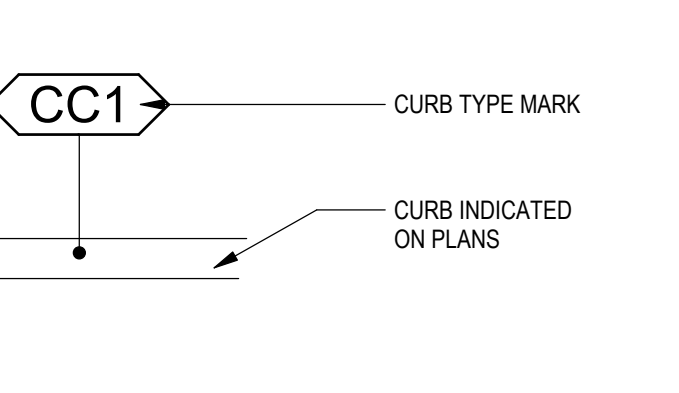 CC1
CURB TYPE MARK
CURB INDICATED
ON PLANS